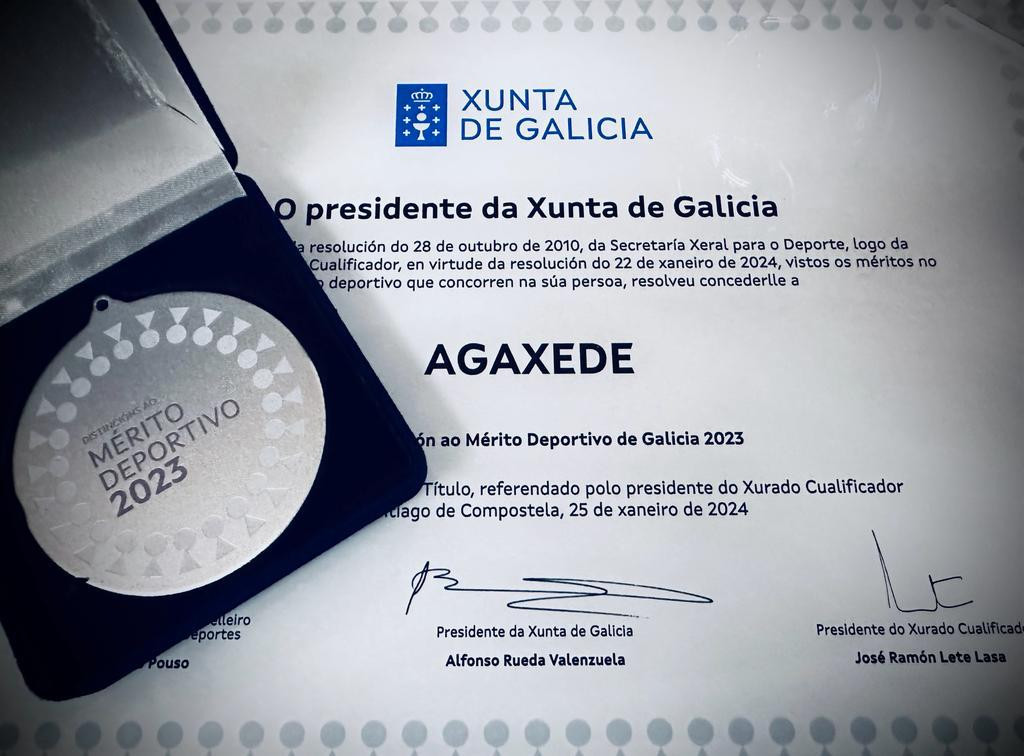 XUNTA
DE GALICIA
O presidente da Xunta de Galicia
a resolución do 28 de outubro de 2010, da Secretaría Xeral para o Deporte, logo da
Cualificador, en virtude da resolución do 22 de xaneiro de 2024, vistos os méritos no
deportivo que concorren na súa persoa, resolveu concederlle a
AGAXEDE
ón ao Mérito Deportivo de Galicia 2023
Título, referendado polo presidente do Xurado Cualificador
tiago de Compostela, 25 de xaneiro de 2024
DISTINCIÓNS AO
MÉRITO
DEPORTIVO
2023
elleiro
eportes
Pouso
Presidente da Xunta de Galicia
Alfonso Rueda Valenzuela
Presidente do Xurado Cualificad
José Ramón Lete Lasa